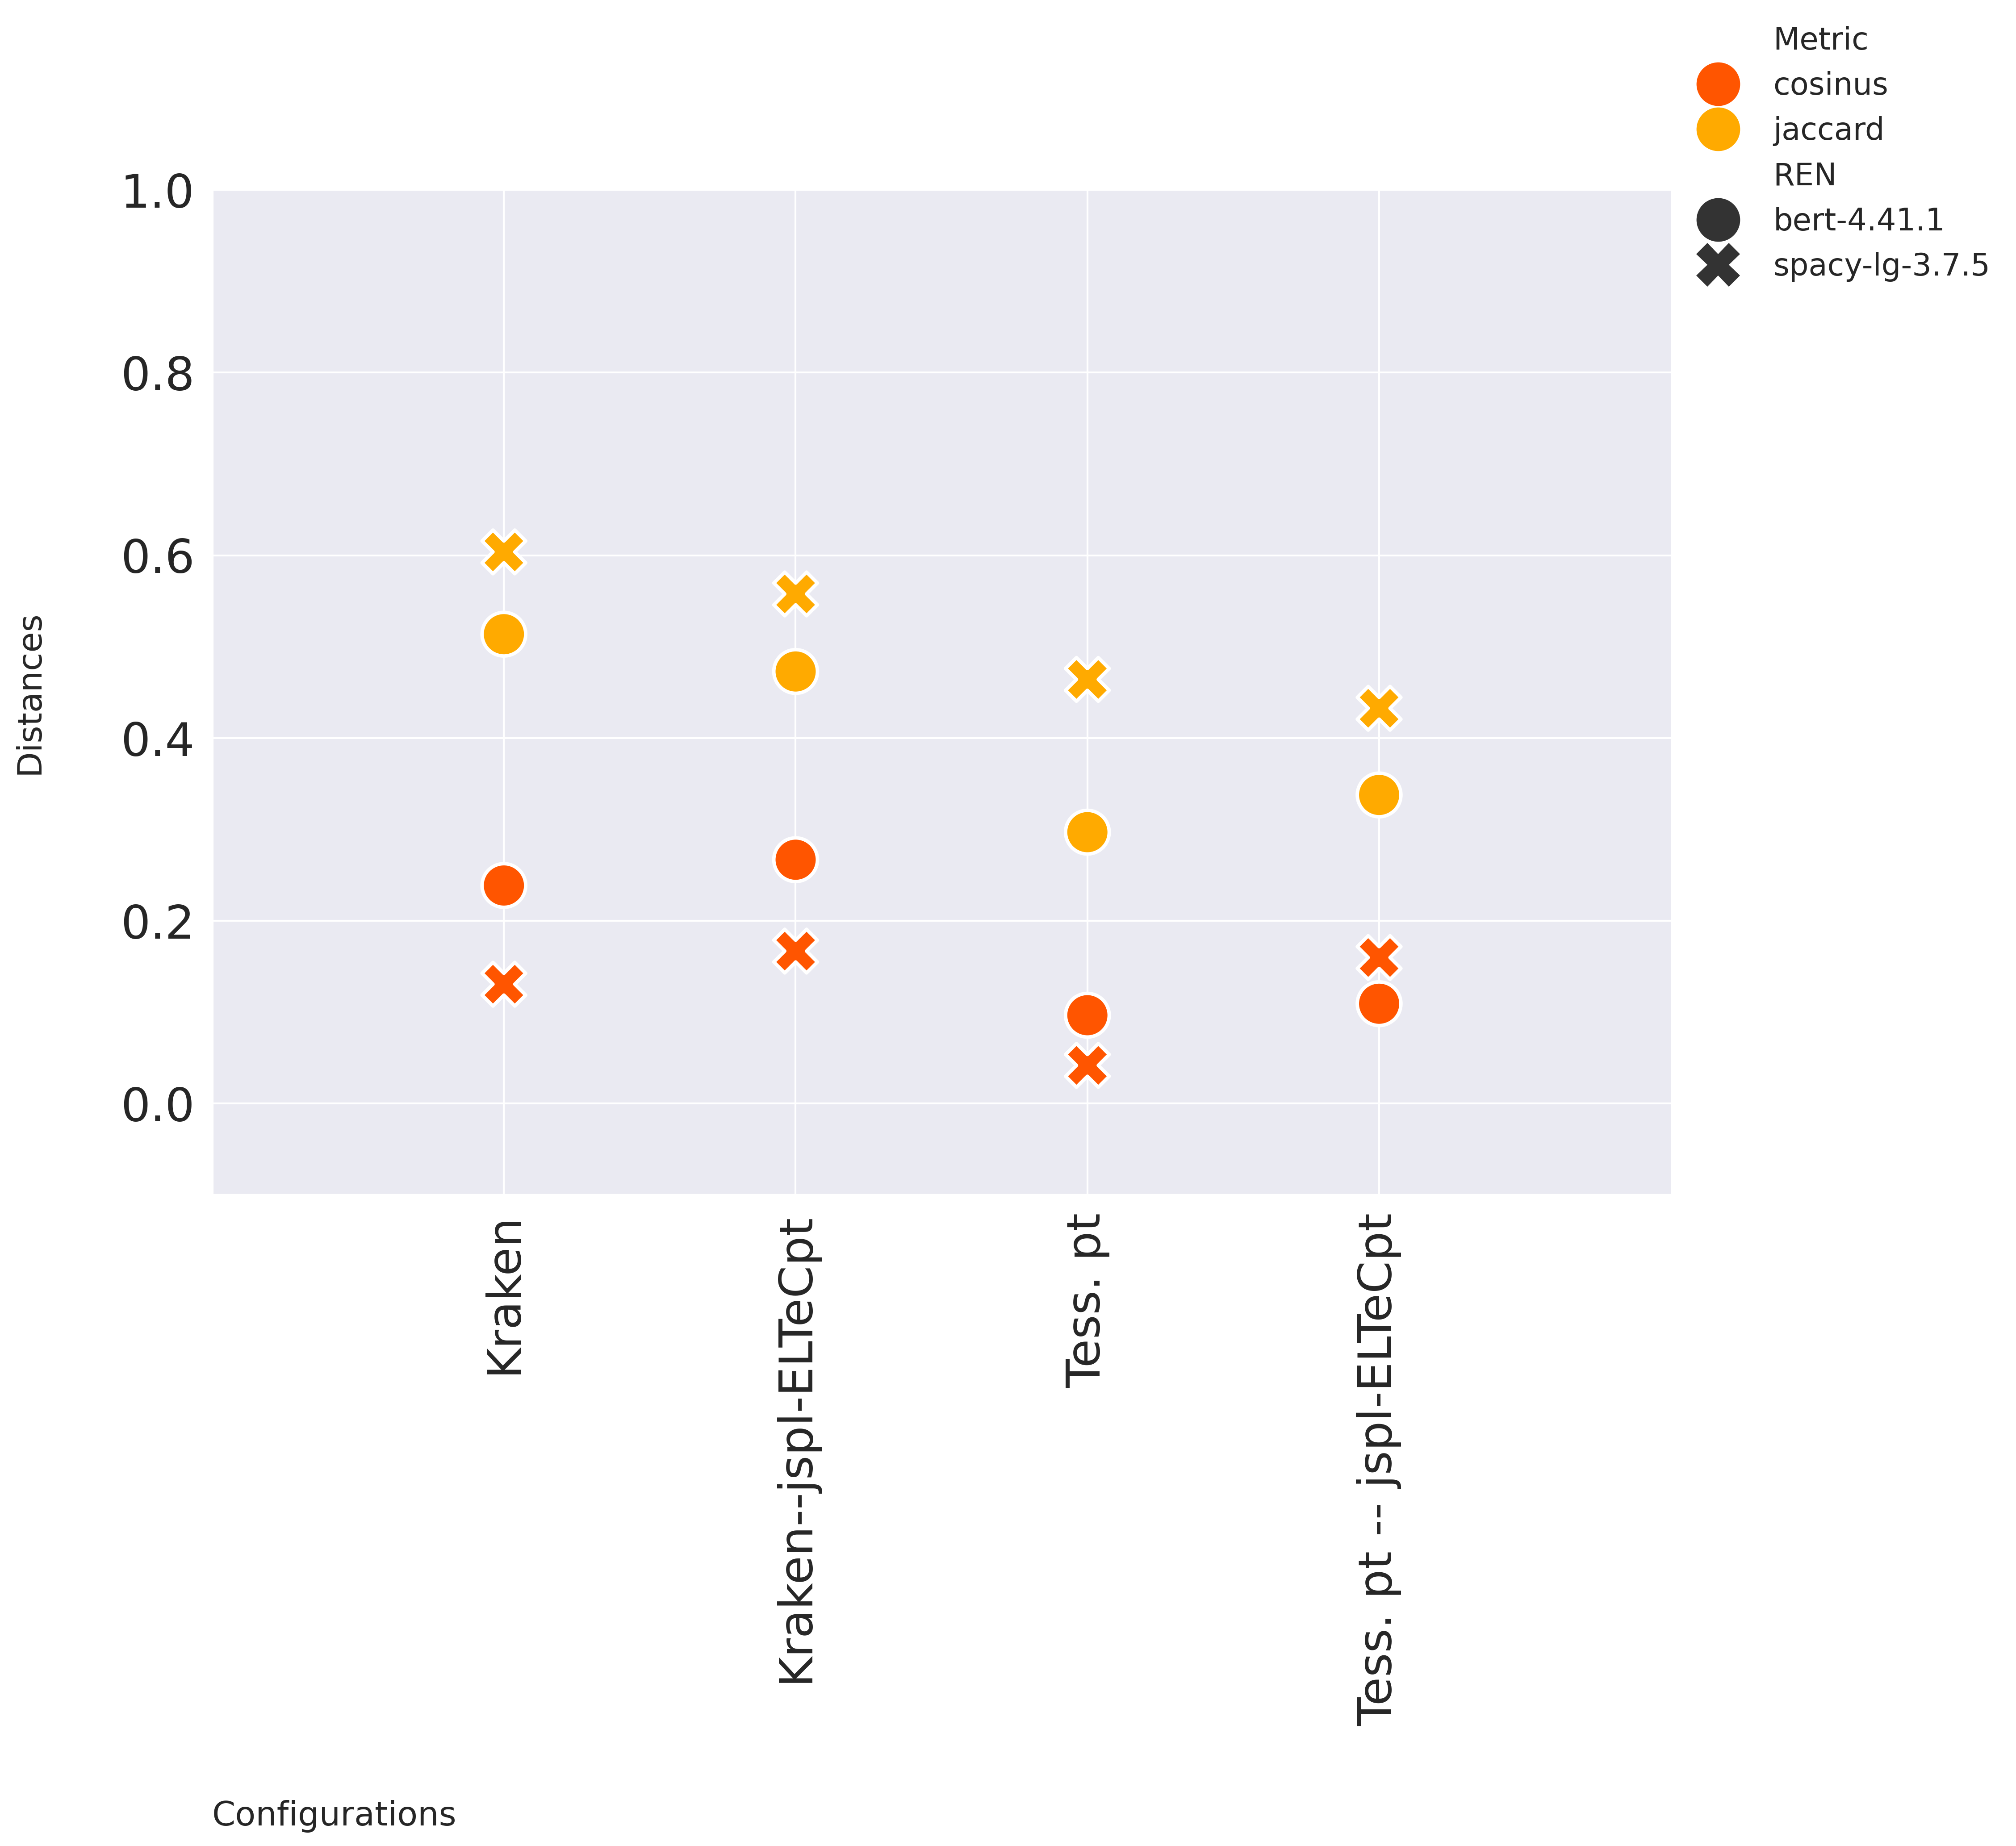 Metric
cosinus
jaccard
REN
bert-4.41.1
spacy-lg-3.7.5
1.0
0.8
0.6
0.4
0.2
0.0
Distances
Kraken
Kraken--jspl-ELTeCpt
Tess. pt
Tess. pt -- jspl-ELTeCpt
Configurations